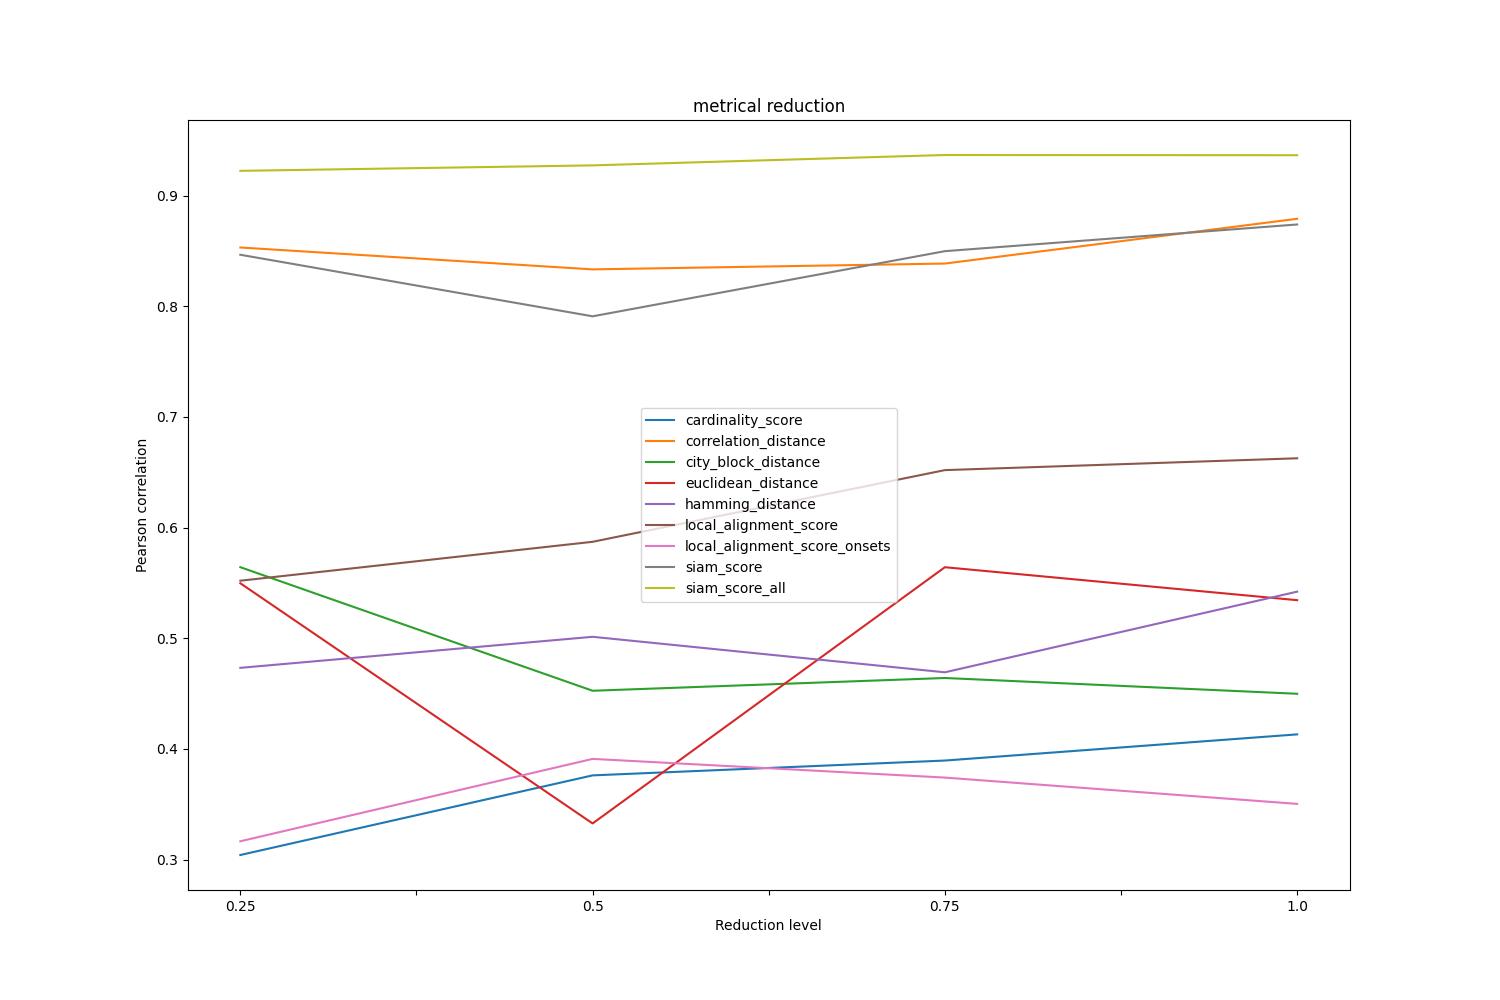 metrical reduction
Pearson correlation
0.9
0.8
0.7
0.6
0.5
0.4
0.3
cardinality_score
correlation_distance
city_block_distance
euclidean_distance
hamming_distance
local_alignment_score
local_alignment_score_onsets
siam_score
siam_score_all
0.25 0.5 0.75 1.0
Reduction level